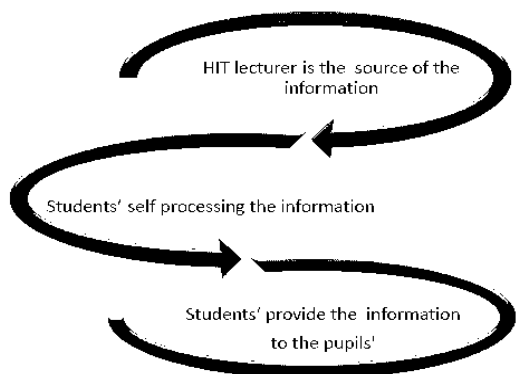 HIT lecturer is the source of the
information
Students' self processing the information
Students' provide the information
to the pupils'